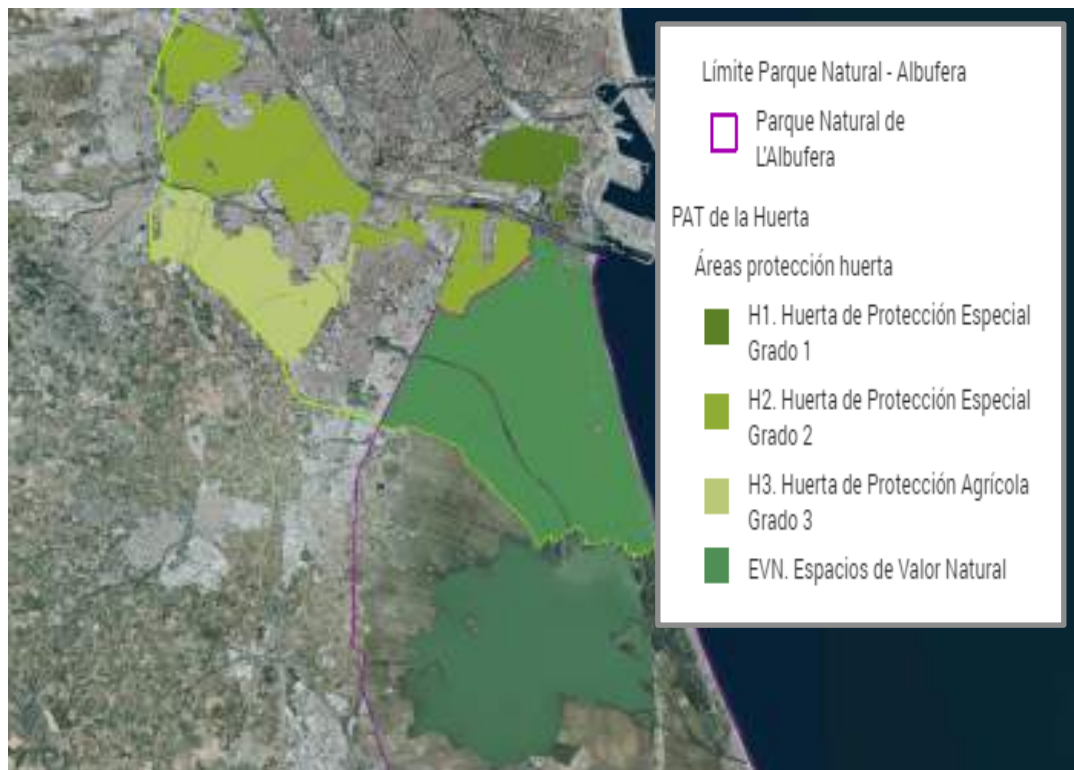 Límite Parque Natural - Albufera
Parque Natural de
L'Albufera
PAT de la Huerta
Áreas protección huerta
H1. Huerta de Protección Especial
Grado 1
H2. Huerta de Protección Especial
Grado 2
H3. Huerta de Protección Agrícola
Grado 3
EVN. Espacios de Valor Natural